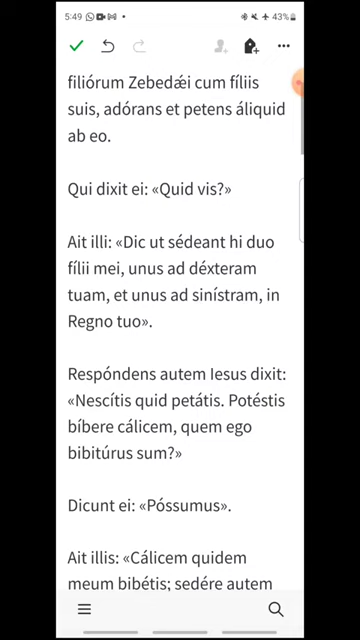 5:49
43%
filiórum Zebedǽi cum fíliis
suis, adórans et petens áliquid
ab eo.
Qui dixit ei: «Quid vis?»
Ait illi: «Dic ut sédeant hi duo
fílii mei, unus ad déxteram
tuam, et unus ad sinístram, in
Regno tuo».
Respóndens autem Iesus dixit:
«Nescítis quid petátis. Potéstis
bíbere cálicem, quem ego
bibitúrus sum?»
Dicunt ei: «Póssumus».
Ait illis: «Cálicem quidem
meum bibétis; sedére autem